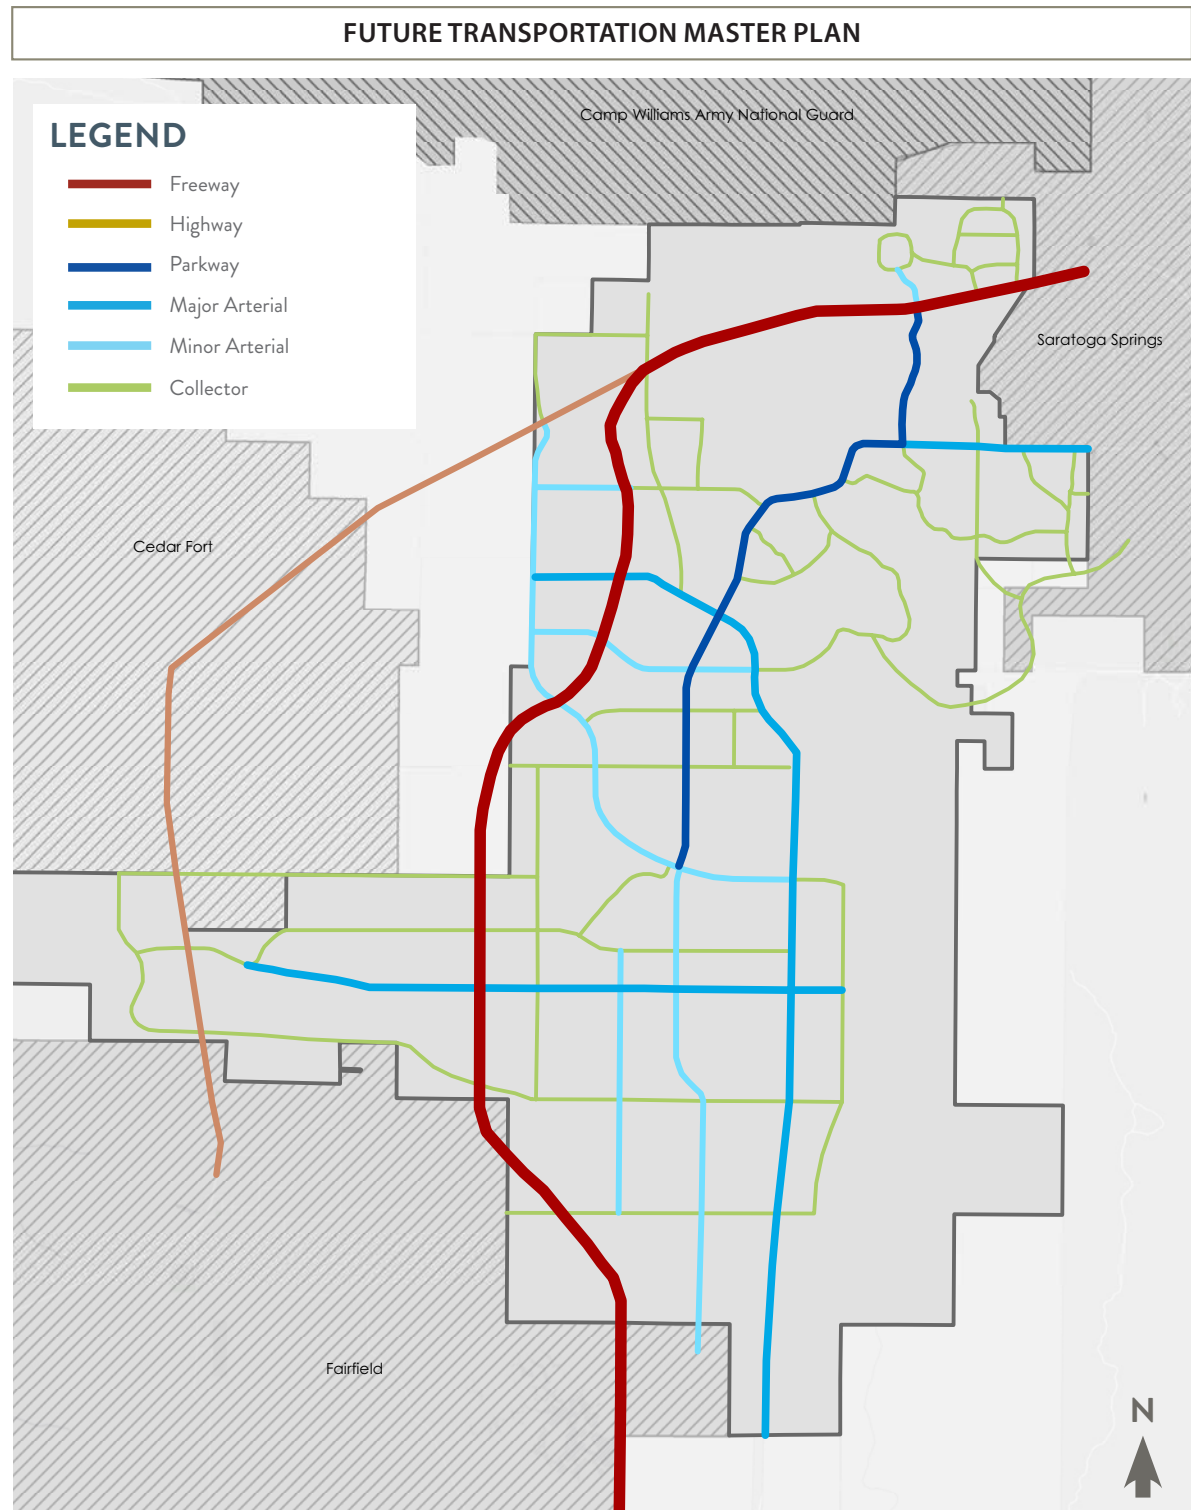 FUTURE TRANSPORTATION MASTER PLAN
Camp Williams Army National Guard
LEGEND
Freeway
Highway
Parkway
Major Arterial
Minor Arterial
Collector
Saratoga Springs
Cedar Fort
Fairfield
N